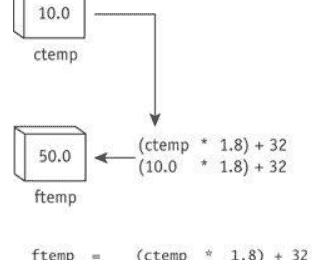 10.0
ctemp
(ctemp * 1.8) + 32
50.0
(10.0 * 1.8) + 32
ftemp
ftemp = (ctemp * 1.8) + 32